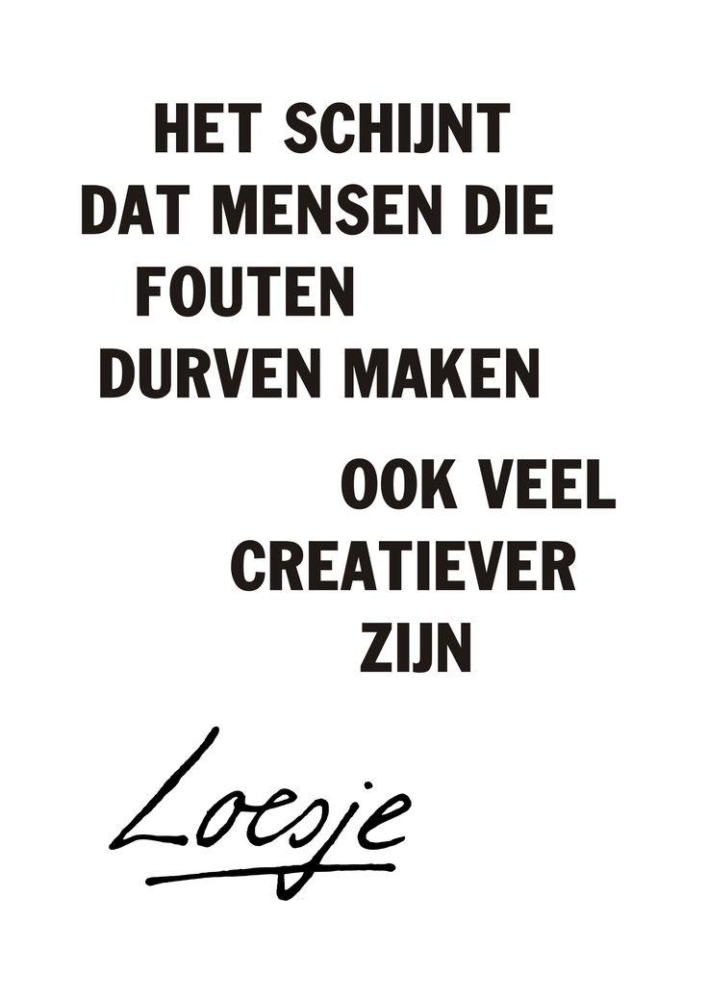 HET SCHIJNT
DAT MENSEN DIE
FOUTEN
DURVEN MAKEN
OOK VEEL
CREATIEVER
ZIJN
Loesje